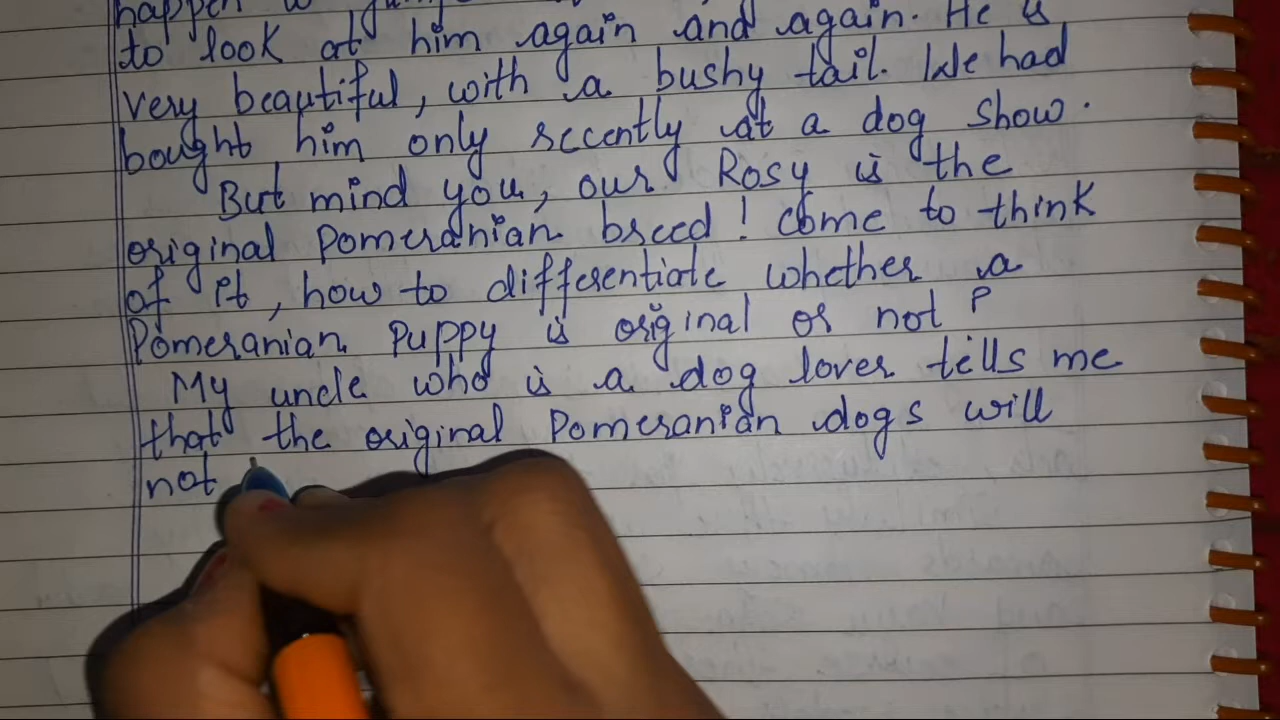 happen
to look at him again and again. He is
very beautiful, with a bushy tail. We had
bought him only recently at a dog show.
But mind you, our Rosy is the
original Pomeranian breed! Come to think
of it, how to differentiate whether a
Pomeranian Puppy is original or not ?
My uncle who is a dog lover tells me
that the original Pomeranian dogs will
not